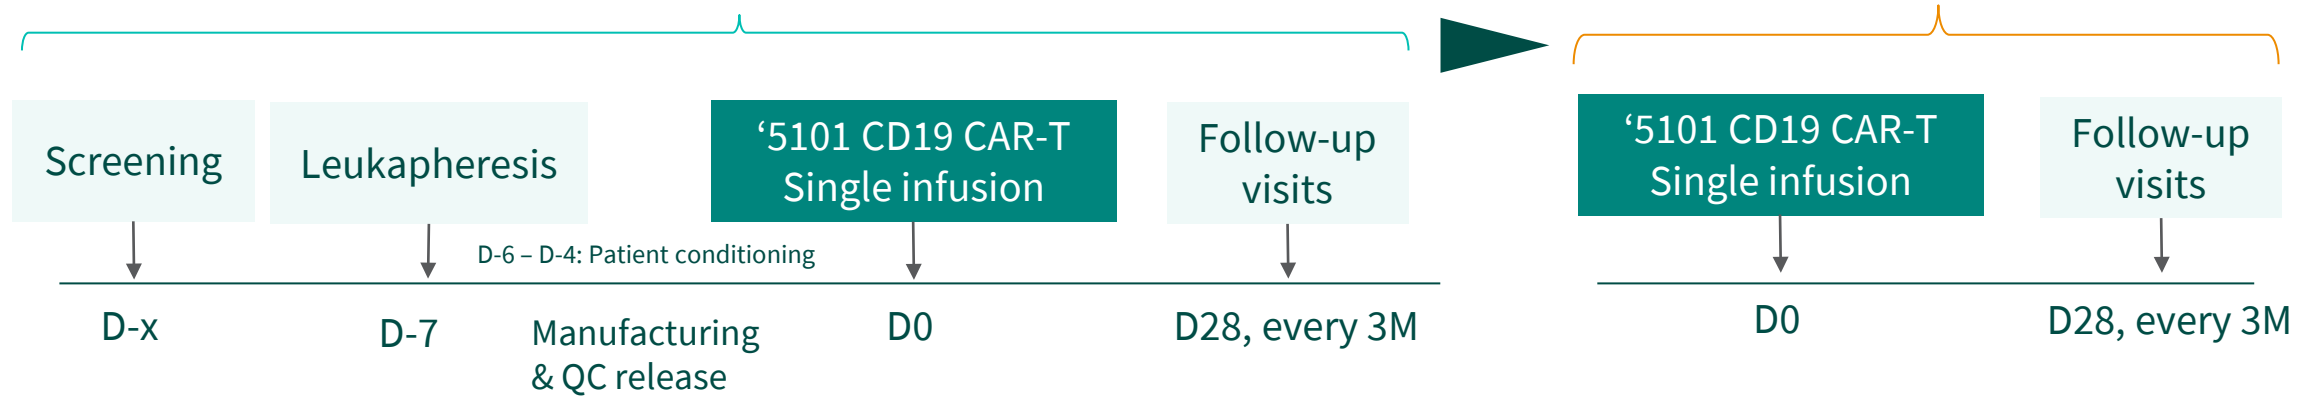 Screening
Leukapheresis
‘5101 CD19 CAR-T
Single infusion
Follow-up
visits
D-6 – D-4: Patient conditioning
D-x
D-7
Manufacturing
& QC release
D0
D28, every 3M
‘5101 CD19 CAR-T
Single infusion
Follow-up
visits
D0
D28, every 3M